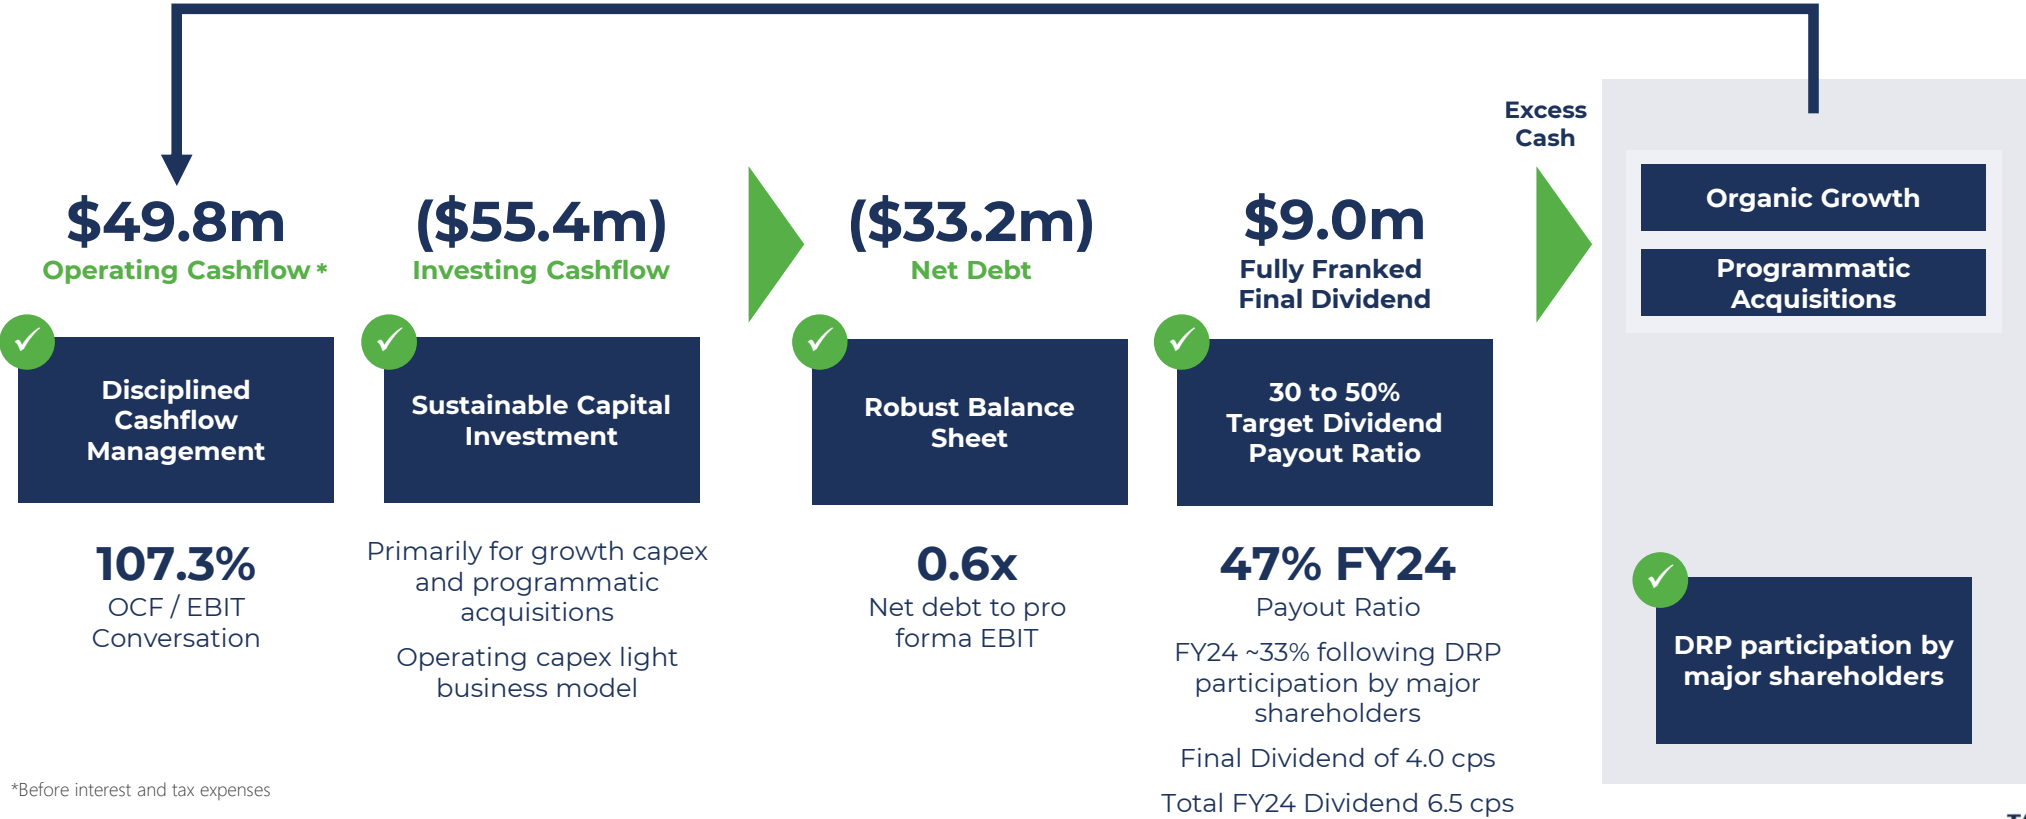 $49.8m
Operating Cashflow *
Disciplined
Cashflow
Management
107.3%
OCF / EBIT
Conversation
($55.4m)
Investing Cashflow
Sustainable Capital
Investment
Primarily for growth capex
and programmatic
acquisitions
Operating capex light
business model
($33.2m)
Net Debt
Robust Balance
Sheet
0.6x
Net debt to pro
forma EBIT
$9.0m
Fully Franked
Final Dividend
30 to 50%
Target Dividend
Payout Ratio
47% FY24
Payout Ratio
FY24 ~33% following DRP
participation by major
shareholders
Final Dividend of 4.0 cps
Total FY24 Dividend 6.5 cps
Excess
Cash
Organic Growth
Programmatic
Acquisitions
DRP participation by
major shareholders
*Before interest and tax expenses